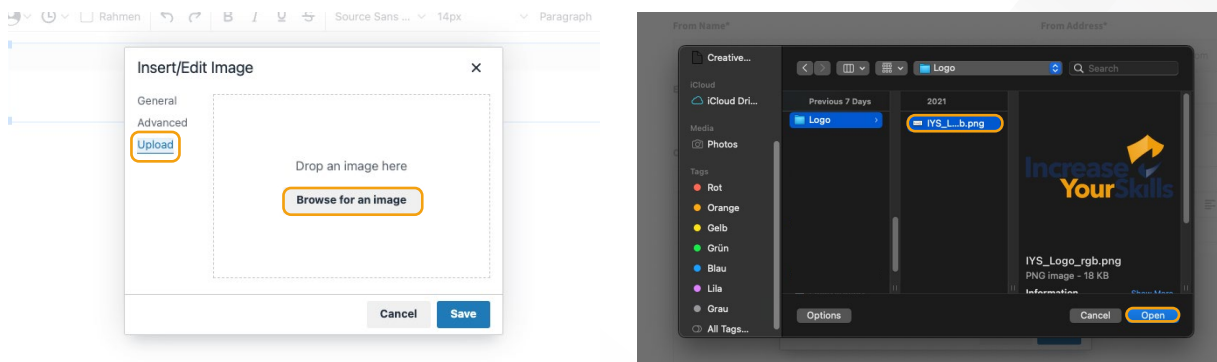 Rahmen B I U S Source Sans ... 14px Paragraph
Insert/Edit Image ×
General
Advanced
Upload
Drop an image here
Browse for an image
Cancel Save
From Name* From Address*
Creative...
Logo Search
iCloud
iCloud Dri...
Previous 7 Days 2021
Logo IYS_L...b.png
Media
Photos
Tags
Increase
YourSkills
Rot
Orange
Gelb
Grün
Blau
IYS_Logo_rgb.png
PNG image - 18 KB
Lila
Information Show More
Grau
Options Cancel Open
All Tags...